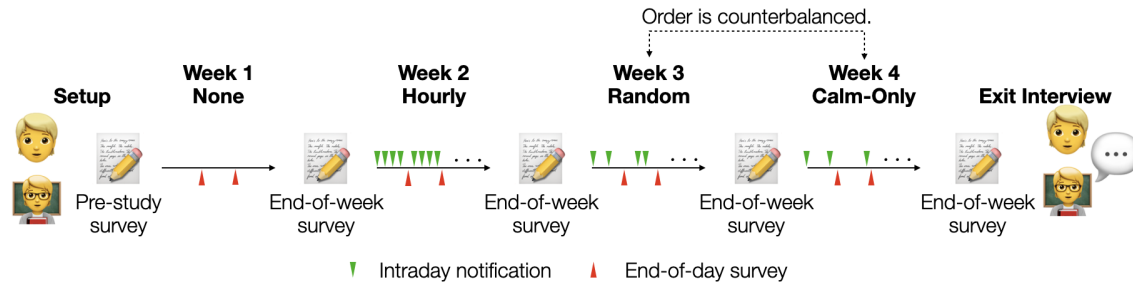 Order is counterbalanced.
Week 1
None
Week 2
Hourly
Week 3
Random
Week 4
Calm-Only
Setup
Exit Interview
Pre-study
survey
End-of-week
survey
End-of-week
survey
End-of-week
survey
End-of-week
survey
Intraday notification
End-of-day survey